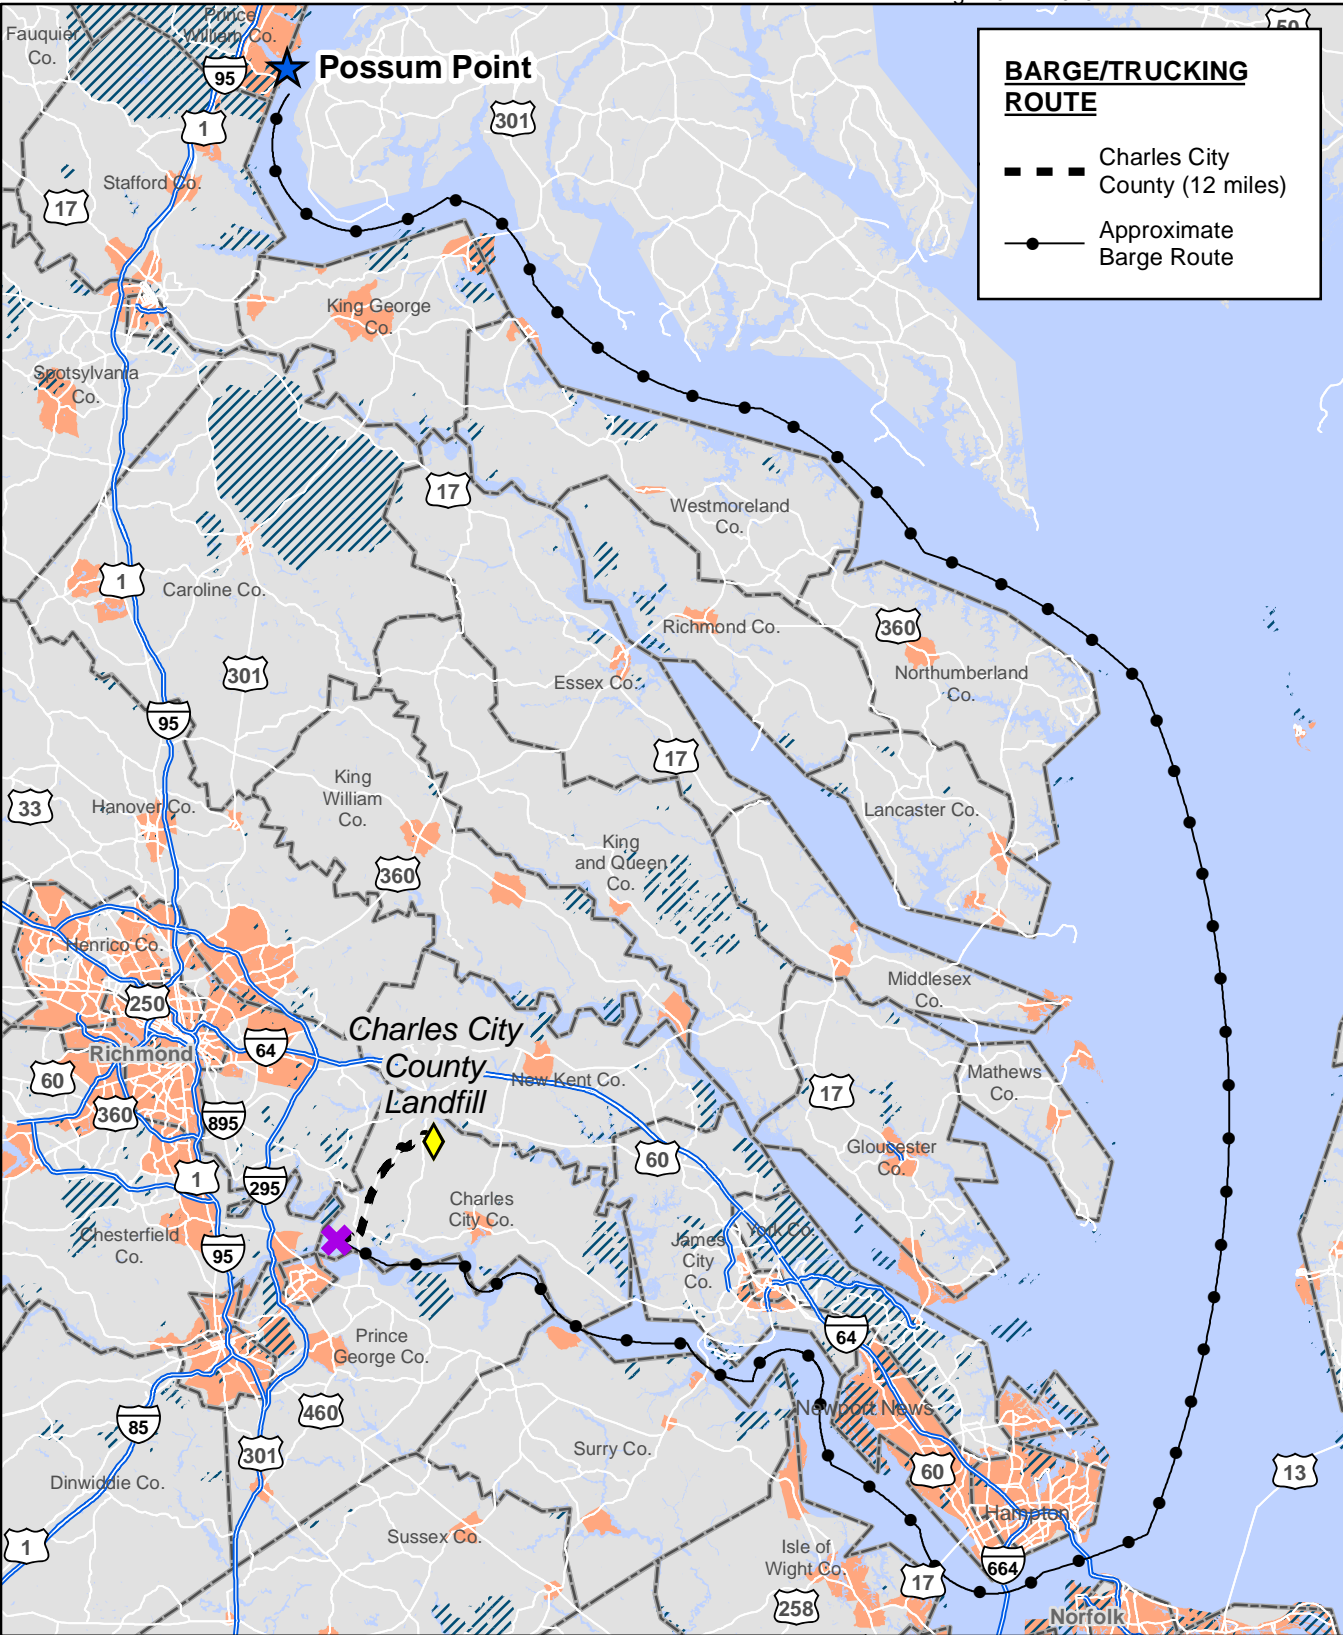 Prince
William Co.
Fauquier
Co.
50
95
Possum Point
BARGE/TRUCKING
ROUTE
Charles City
County (12 miles)
Approximate
Barge Route
1
301
Stafford Co.
17
King George
Co.
Spotsylvania
Co.
17
Westmoreland
Co.
1
Caroline Co.
Richmond Co.
360
301
Essex Co.
Northumberland
Co.
95
17
King
William
Co.
33
Hanover Co.
Lancaster Co.
King
and Queen
Co.
360
Henrico Co.
Middlesex
Co.
250
Charles City
County
Landfill
Richmond
64
60
New Kent Co.
Mathews
Co.
17
360
895
Gloucester
Co.
60
1
295
Charles
City Co.
Chesterfield
Co.
95
James
City
Co.
York Co.
64
Prince
George Co.
460
Newport News
85
301
Surry Co.
60
13
Dinwiddie Co.
Hampton
Sussex Co.
1
Isle of
Wight Co.
664
17
258
Norfolk